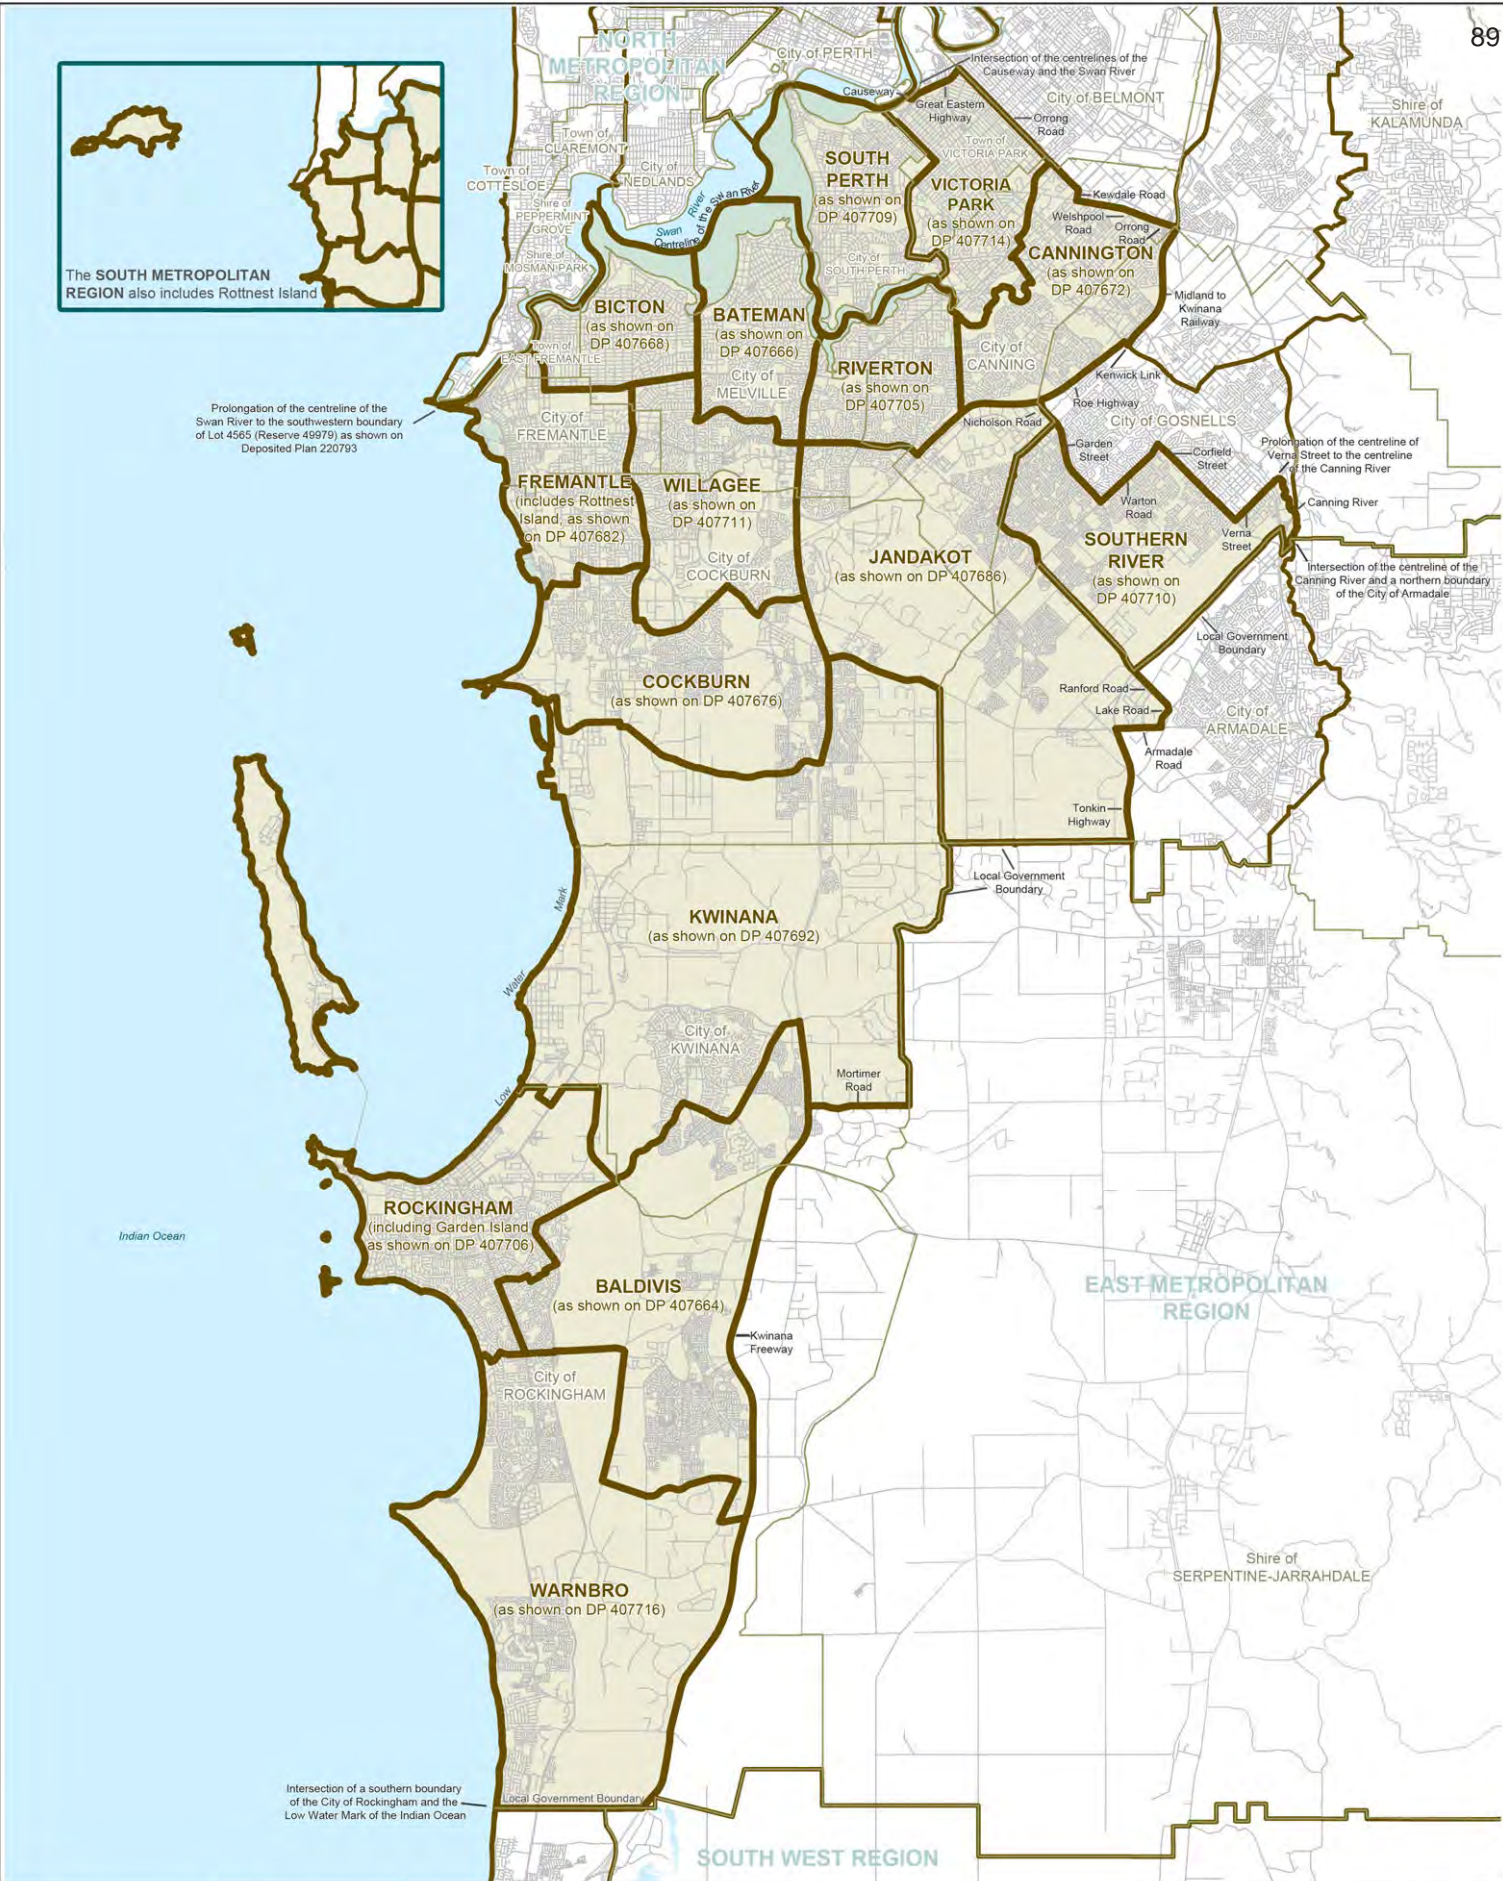 89
NORTH
METROPOLITAN
REGION
City of PERTH
Intersection of the centrelines of the
Causeway and the Swan River
Causeway
Great Eastern
Highway
City of BELMONT
Orrong
Road
Shire of
KALAMUNDA
Town of
CLAREMONT
Town of
VICTORIA PARK
Town of
COTTESLOE
City of
NEDLANDS
SOUTH
PERTH
(as shown on
DP 407709)
VICTORIA
PARK
(as shown on
DP 407714)
Kewdale Road
Welshpool
Road
Orrong
Road
Shire of
PEPPERMINT
GROVE
Swan
River
Centreline of the Swan River
CANNINGTON
(as shown on
DP 407672)
Shire of
MOSMAN PARK
City of
SOUTH PERTH
The SOUTH METROPOLITAN
REGION also includes Rottnest Island
BICTON
(as shown on
DP 407668)
BATEMAN
(as shown on
DP 407666)
Midland to
Kwinana
Railway
Town of
EAST FREMANTLE
City of
MELVILLE
RIVERTON
(as shown on
DP 407705)
City of
CANNING
Kenwick Link
Roe Highway
Prolongation of the centreline of the
Swan River to the southwestern boundary
of Lot 4565 (Reserve 49979) as shown on
Deposited Plan 220793
City of
FREMANTLE
Nicholson Road
City of GOSNELLS
Garden
Street
Corfield
Street
Prolongation of the centreline of
Verna Street to the centreline
of the Canning River
FREMANTLE
(includes Rottnest
Island, as shown
on DP 407682)
WILLAGEE
(as shown on
DP 407711)
Warton
Road
Canning River
Verna
Street
City of
COCKBURN
JANDAKOT
(as shown on DP 407686)
SOUTHERN
RIVER
(as shown on
DP 407710)
Intersection of the centreline of the
Canning River and a northern boundary
of the City of Armadale
Local Government
Boundary
COCKBURN
(as shown on DP 407676)
Ranford Road
Lake Road
City of
ARMADALE
Armadale
Road
Tonkin
Highway
Local Government
Boundary
Mark
KWINANA
(as shown on DP 407692)
Water
City of
KWINANA
Mortimer
Road
Low
ROCKINGHAM
(including Garden Island
as shown on DP 407706)
Indian Ocean
BALDIVIS
(as shown on DP 407664)
EAST METROPOLITAN
REGION
Kwinana
Freeway
City of
ROCKINGHAM
Shire of
SERPENTINE-JARRAHDALE
WARNBRO
(as shown on DP 407716)
Intersection of a southern boundary
of the City of Rockingham and the
Low Water Mark of the Indian Ocean
Local Government Boundary
SOUTH WEST REGION